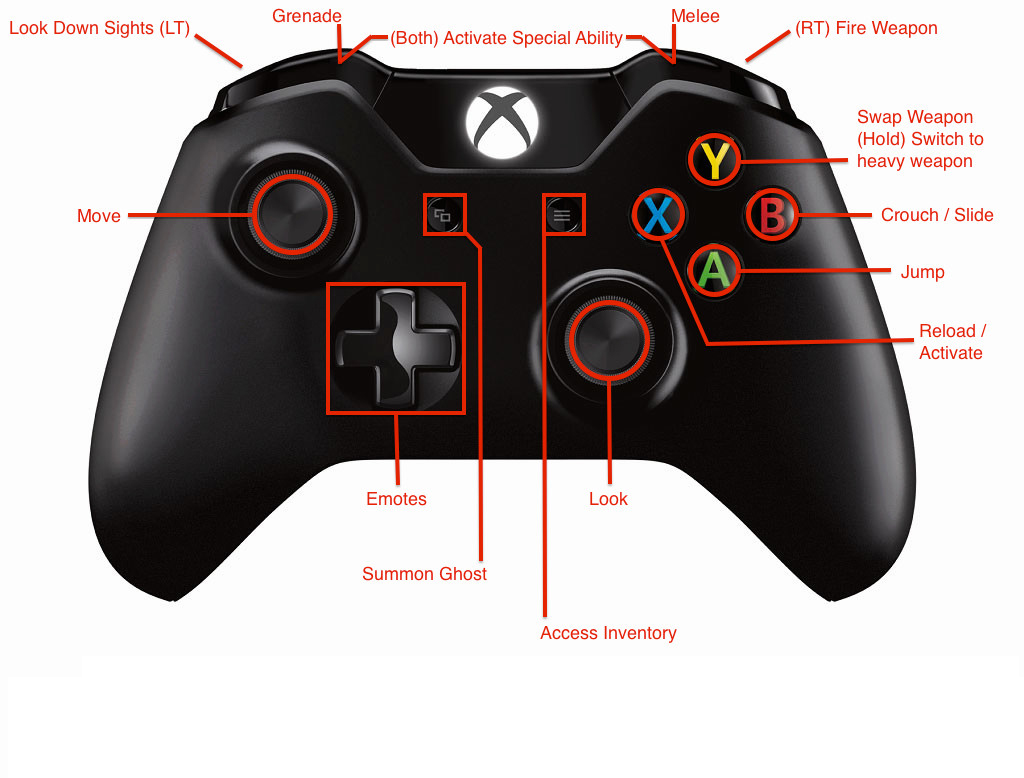 Grenade
Melee
Look Down Sights (LT)
(Both) Activate Special Ability
(RT) Fire Weapon
Swap Weapon
(Hold) Switch to
heavy weapon
Y
Move
X
B
Crouch / Slide
A
Jump
Reload /
Activate
Emotes
Look
Summon Ghost
Access Inventory